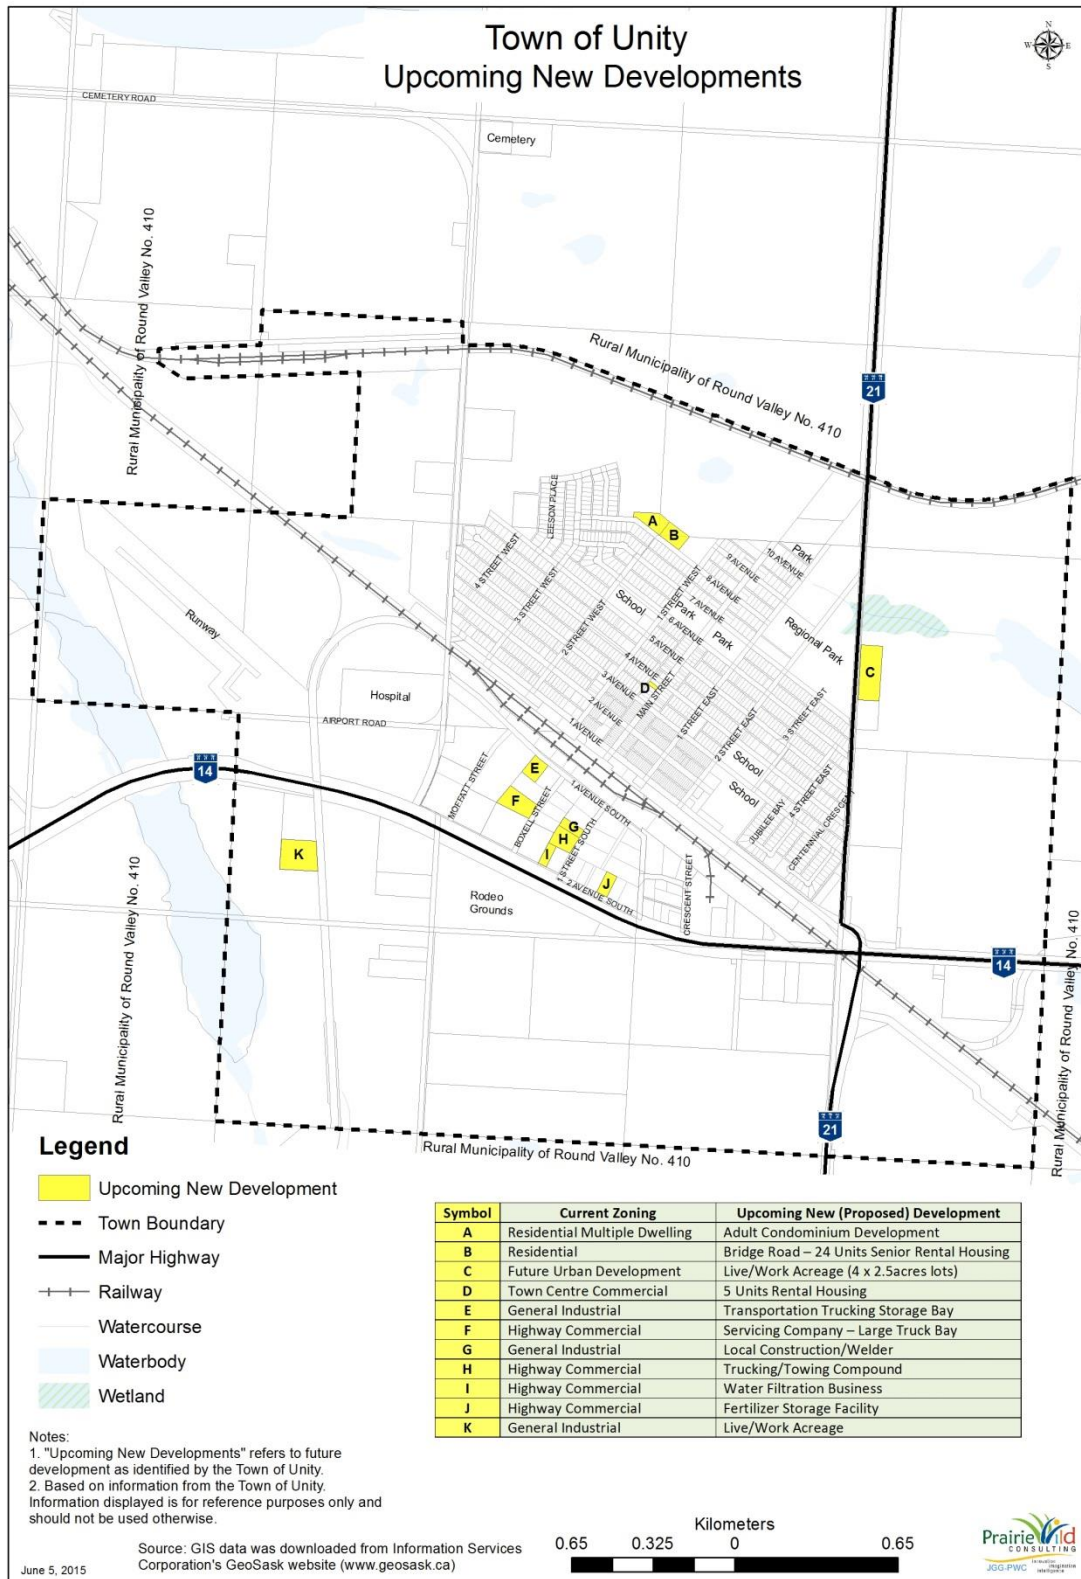 Town of Unity
Upcoming New Developments
N
W E
S
CEMETERY ROAD
Cemetery
Rural Municipality of Round Valley No. 410
Rural Municipality of Round Valley No. 410
21
LEESON PLACE
A
B
4 STREET WEST
3 STREET WEST
2 STREET WEST
1 STREET WEST
School
Park
Park
Park
9 AVENUE
10 AVENUE
8 AVENUE
7 AVENUE
6 AVENUE
5 AVENUE
4 AVENUE
3 AVENUE
2 AVENUE
1 AVENUE
Regional Park
C
D
MAIN STREET
1 STREET EAST
2 STREET EAST
3 STREET EAST
4 STREET EAST
School
School
JUBILEE BAY
CENTENNIAL CRESCENT
Runway
Hospital
AIRPORT ROAD
14
MOFFATT STREET
E
F
BOXELL STREET
1 AVENUE SOUTH
G
H
I
1 STREET SOUTH
J
2 AVENUE SOUTH
CRESCENT STREET
K
Rodeo
Grounds
14
Rural Municipality of Round Valley No. 410
Rural Municipality of Round Valley No. 410
21
Rural Municipality of Round Valley No. 410
Legend
Upcoming New Development
Town Boundary
Major Highway
Railway
Watercourse
Waterbody
Wetland
Symbol Current Zoning Upcoming New (Proposed) Development
A Residential Multiple Dwelling Adult Condominium Development
B Residential Bridge Road – 24 Units Senior Rental Housing
C Future Urban Development Live/Work Acreage (4 x 2.5acres lots)
D Town Centre Commercial 5 Units Rental Housing
E General Industrial Transportation Trucking Storage Bay
F Highway Commercial Servicing Company – Large Truck Bay
G General Industrial Local Construction/Welder
H Highway Commercial Trucking/Towing Compound
I Highway Commercial Water Filtration Business
J Highway Commercial Fertilizer Storage Facility
K General Industrial Live/Work Acreage
Notes:
1. "Upcoming New Developments" refers to future
development as identified by the Town of Unity.
2. Based on information from the Town of Unity.
Information displayed is for reference purposes only and
should not be used otherwise.
Source: GIS data was downloaded from Information Services
Corporation's GeoSask website (www.geosask.ca)
June 5, 2015
Kilometers
0.65 0.325 0 0.65
Prairie Wild
CONSULTING
JGG-PWC
innovation
imagination
intelligence